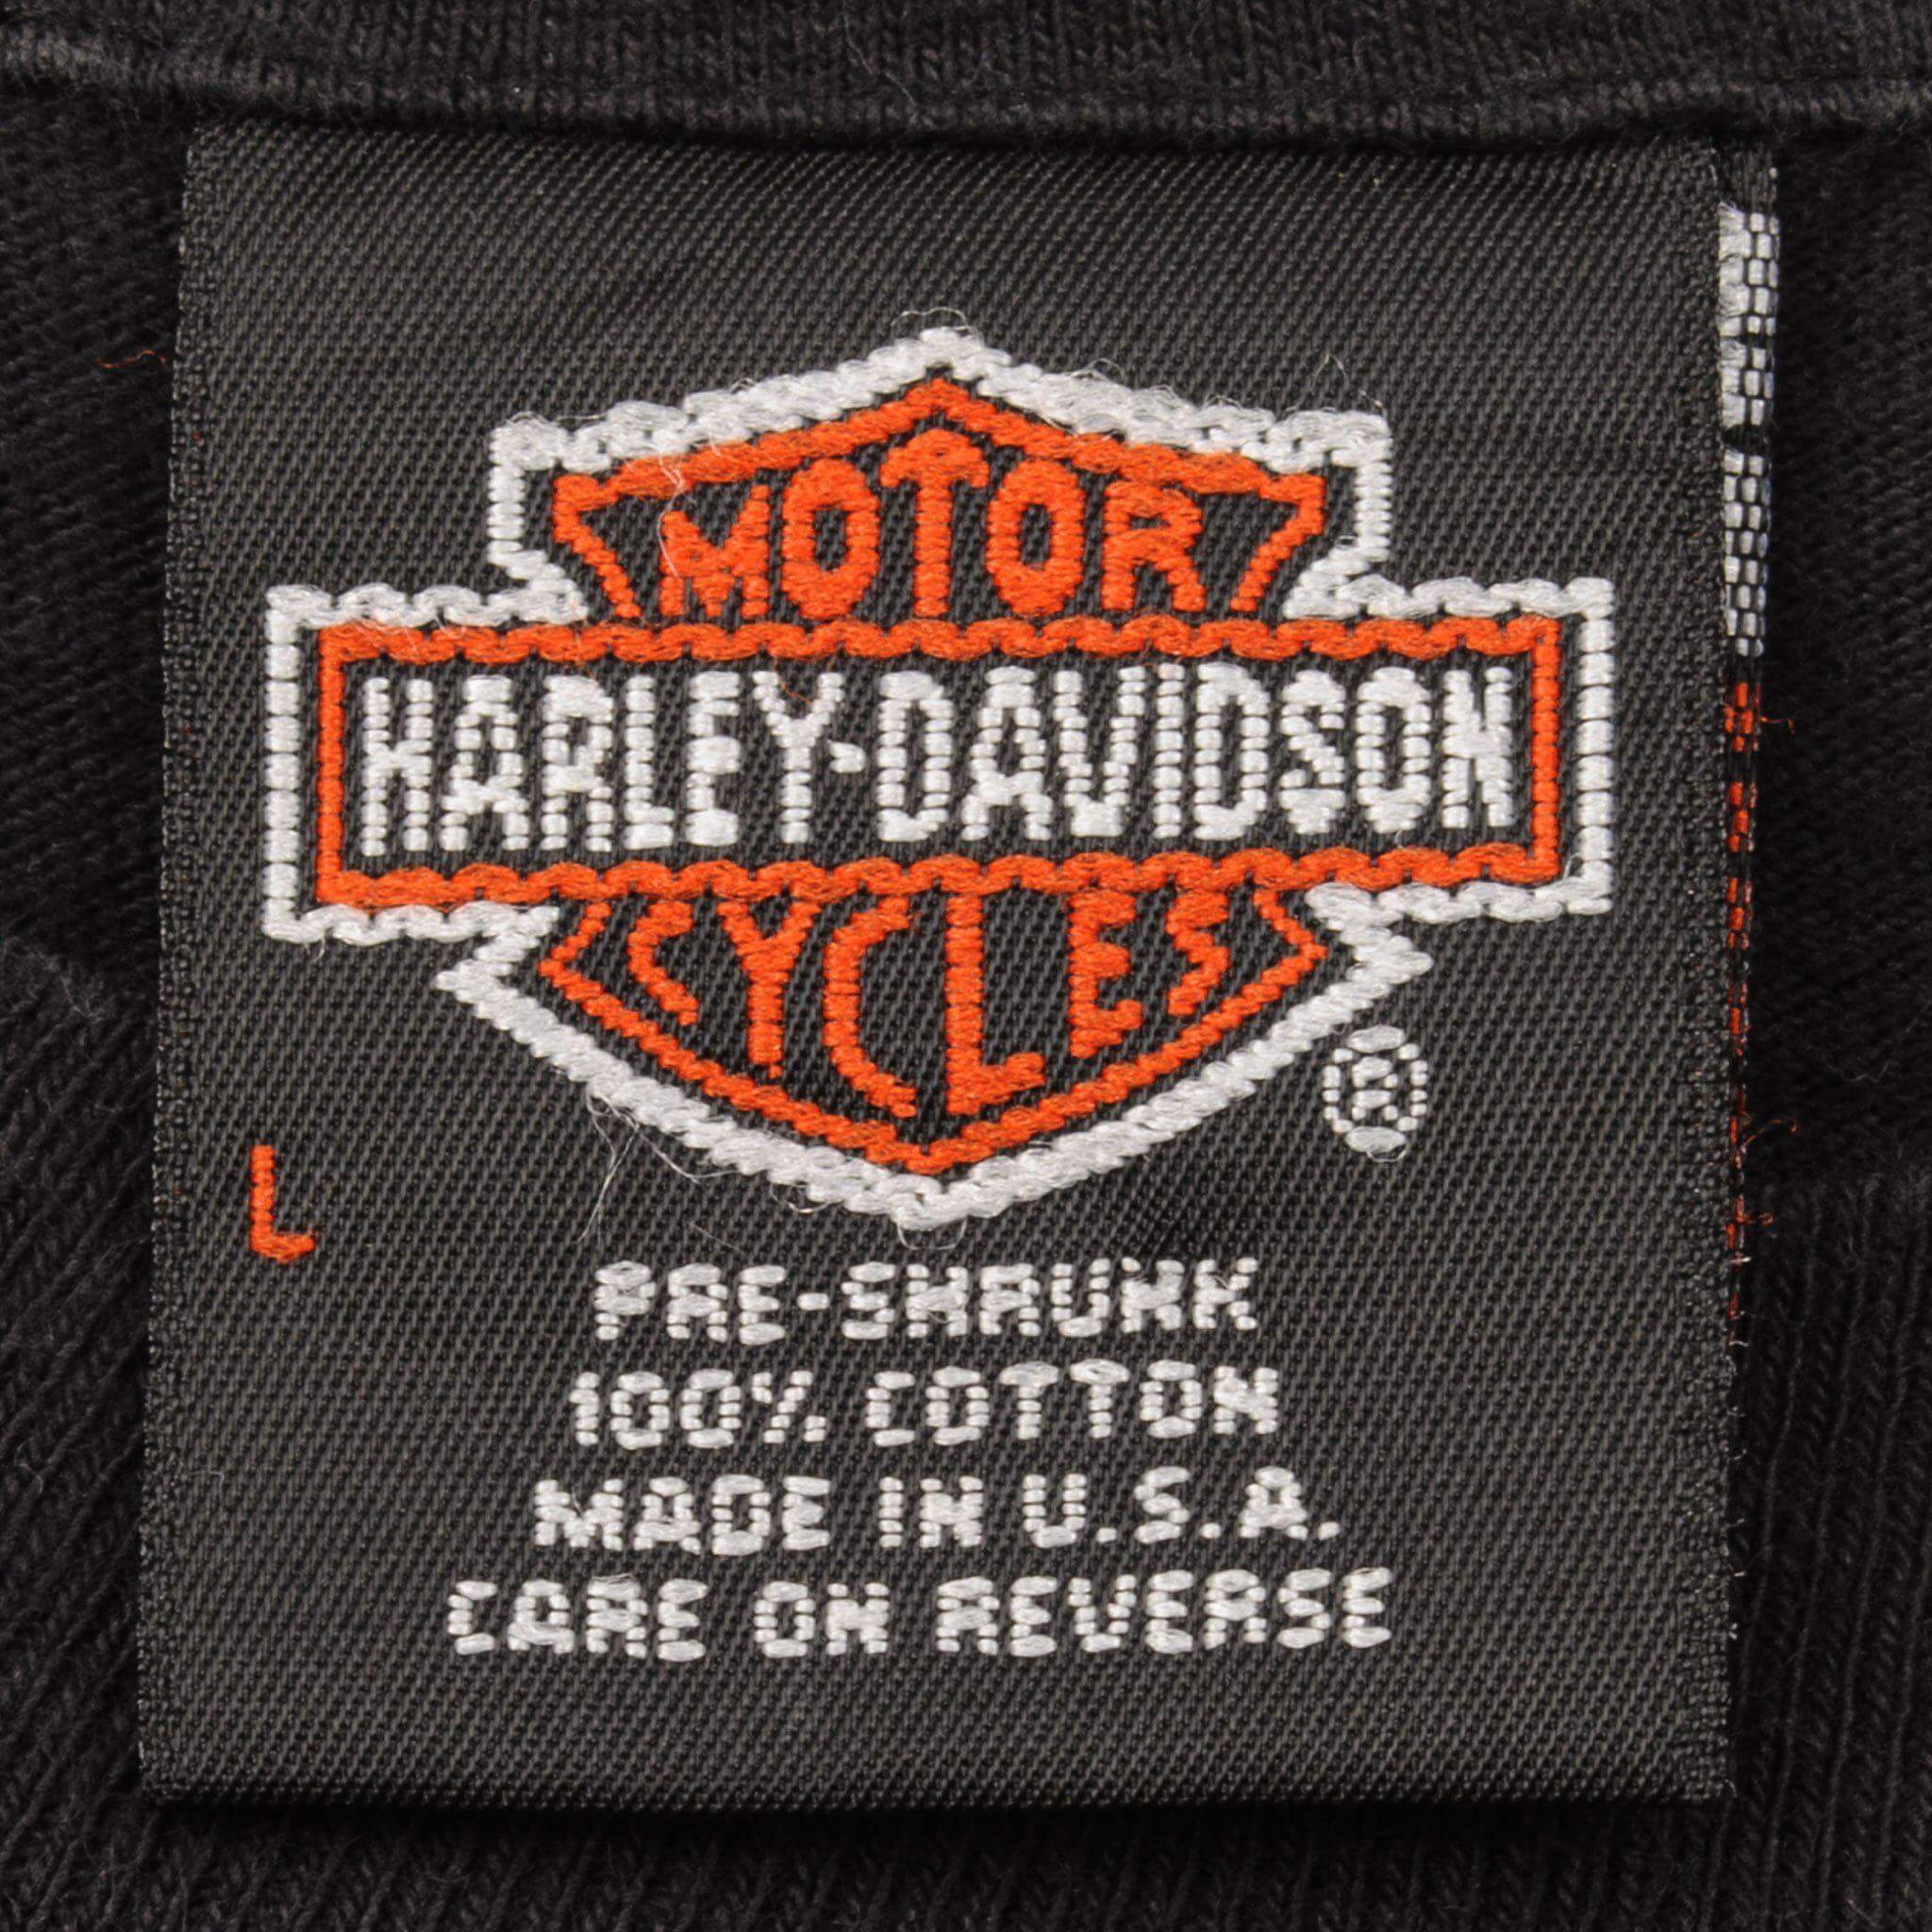 MOTOR
HARLEY-DAVIDSON
CYCLES
®
L
PRE-SHRUNK
100% COTTON
MADE IN U.S.A.
CARE ON REVERSE